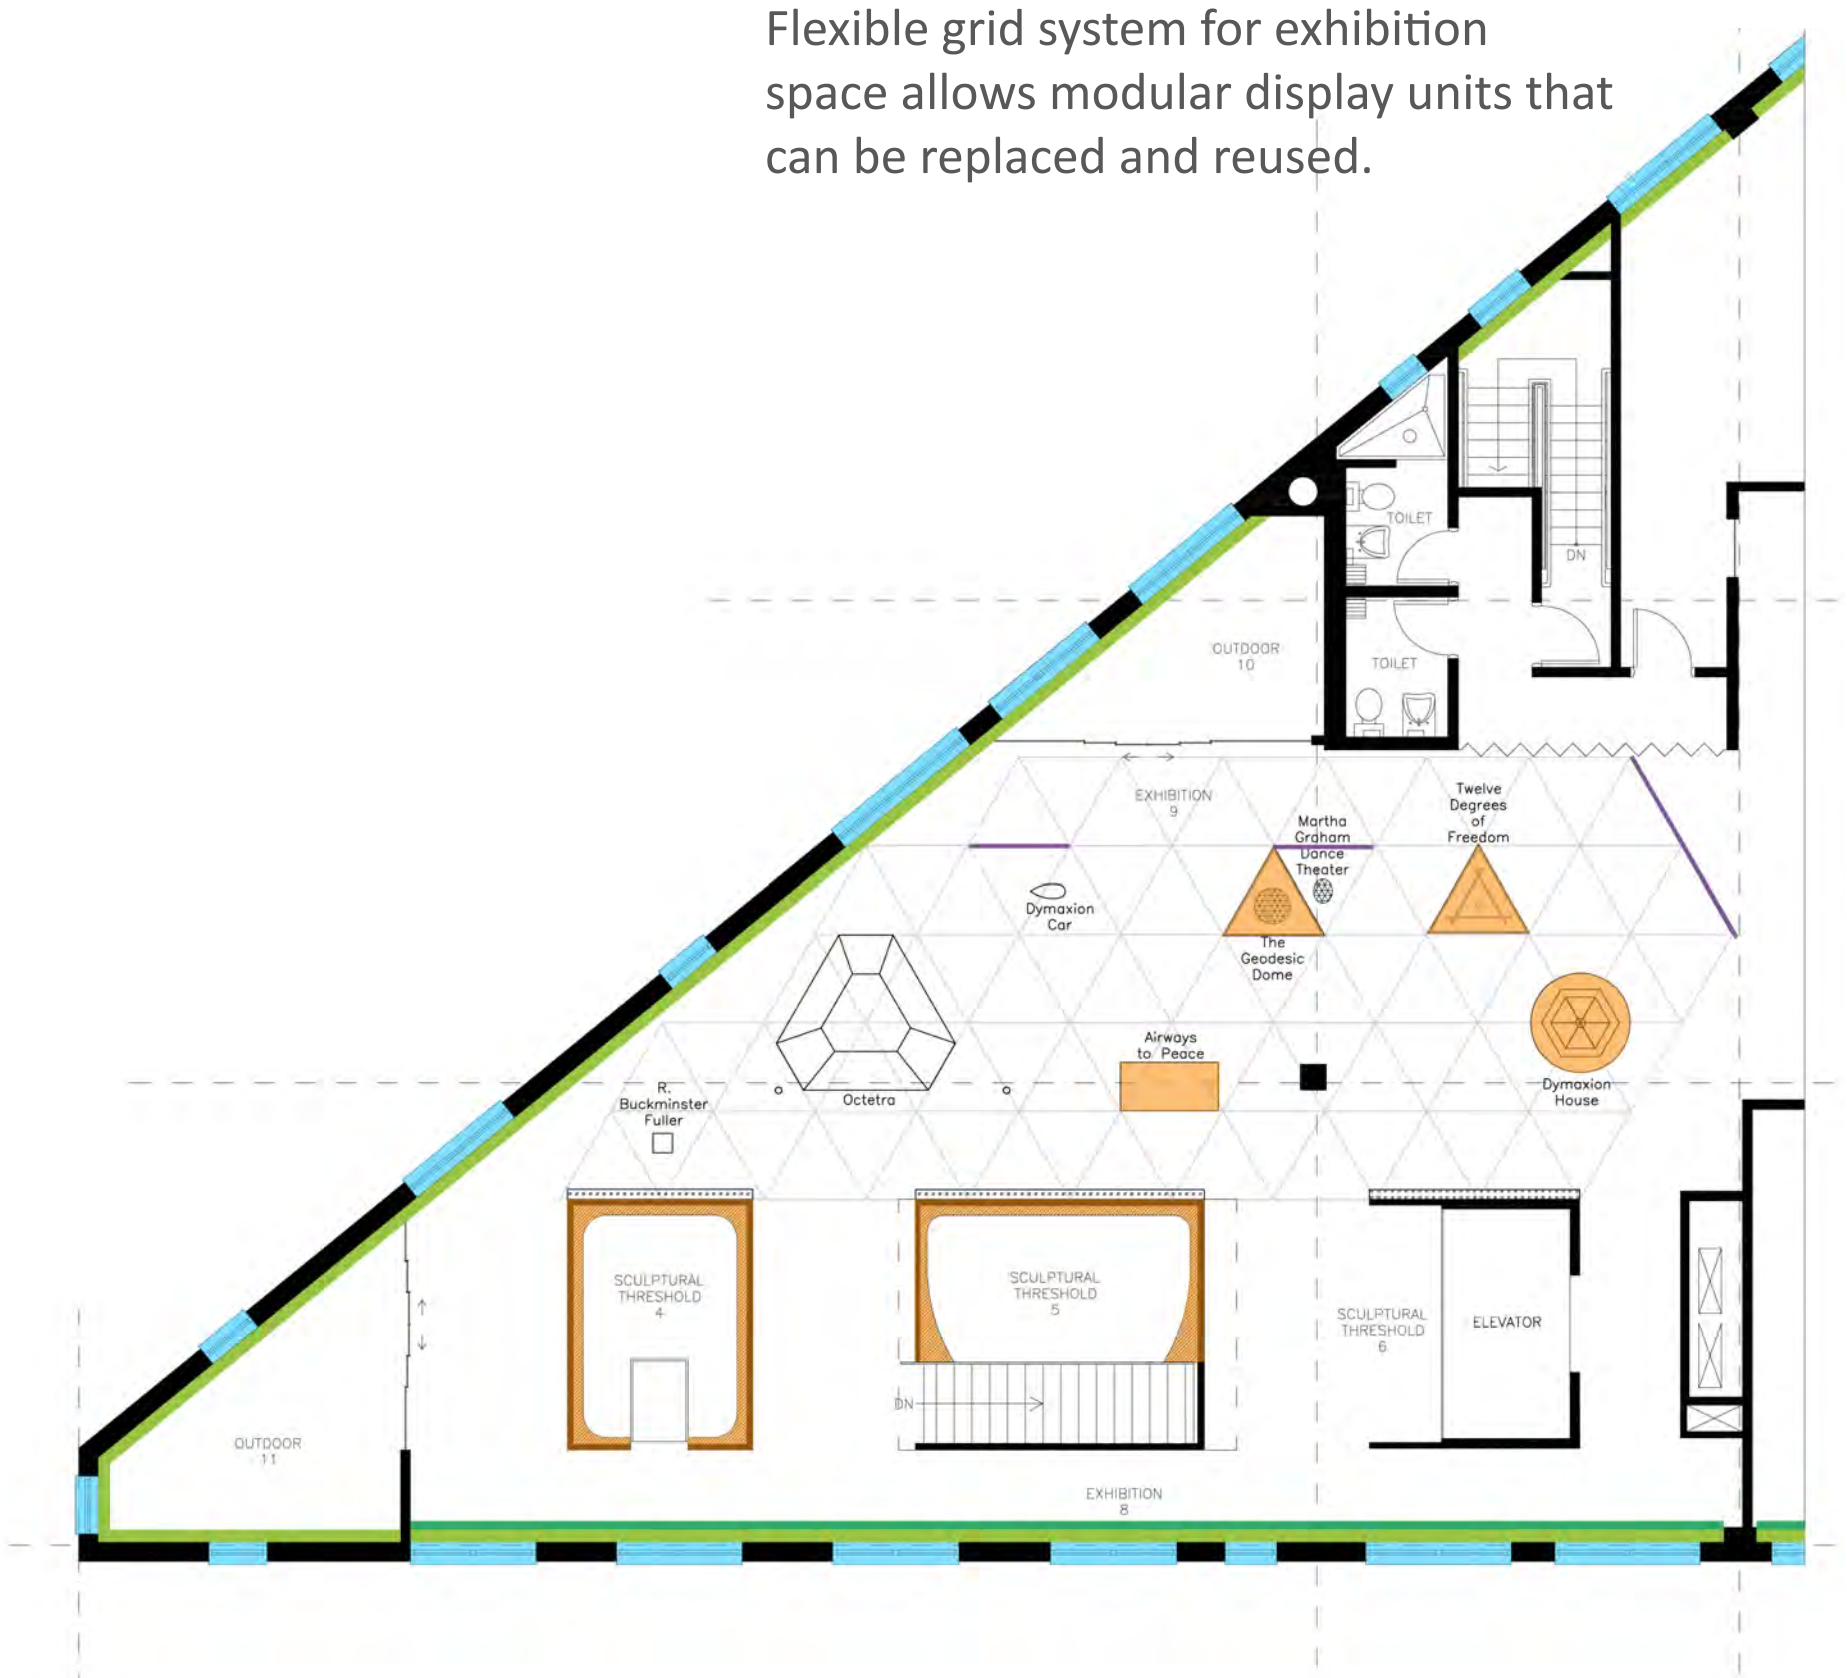 Flexible grid system for exhibition
space allows modular display units that
can be replaced and reused.
TOILET
DN
OUTDOOR
10
TOILET
EXHIBITION
9
Twelve
Degrees
of
Freedom
Martha
Graham
Dance
Theater
Dymaxion
Car
The
Geodesic
Dome
Airways
to Peace
R.
Buckminster
Fuller
Octetra
Dymaxion
House
SCULPTURAL
THRESHOLD
4
SCULPTURAL
THRESHOLD
5
SCULPTURAL
THRESHOLD
6
ELEVATOR
DN
OUTDOOR
11
EXHIBITION
8